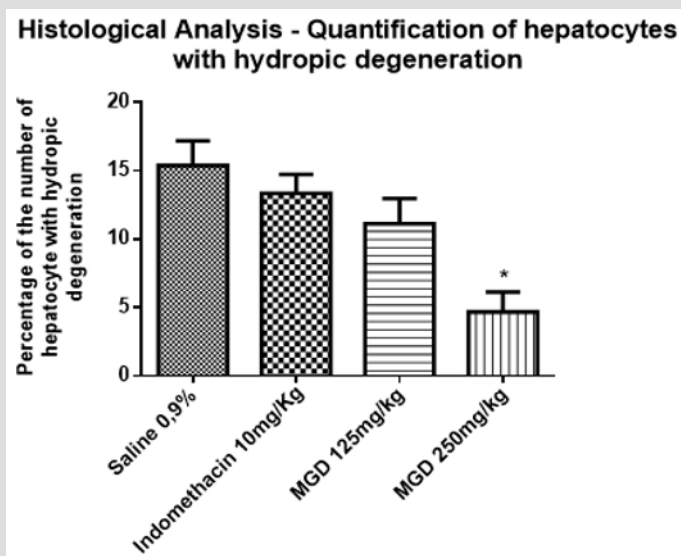 Histological Analysis - Quantification of hepatocytes
with hydropic degeneration
Percentage of the number of
hepatocyte with hydropic
degeneration
20
15
10
5
0
*
Saline 0,9%
Indomethacin 10mg/Kg
MGD 125mg/kg
MGD 250mg/kg